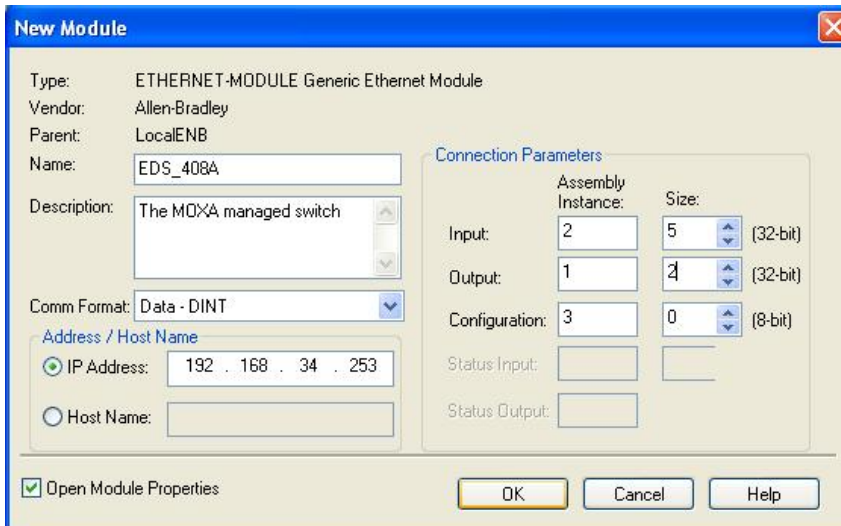 New Module
Type: ETHERNET-MODULE Generic Ethernet Module
Vendor: Allen-Bradley
Parent: LocalENB
Name: EDS_408A
Description: The MOXA managed switch
Comm Format: Data - DINT
Address / Host Name
IP Address: 192 . 168 . 34 . 253
Host Name:
Connection Parameters
Assembly
Instance: Size:
Input: 2 5 (32-bit)
Output: 1 2 (32-bit)
Configuration: 3 0 (8-bit)
Status Input:
Status Output:
Open Module Properties
OK Cancel Help